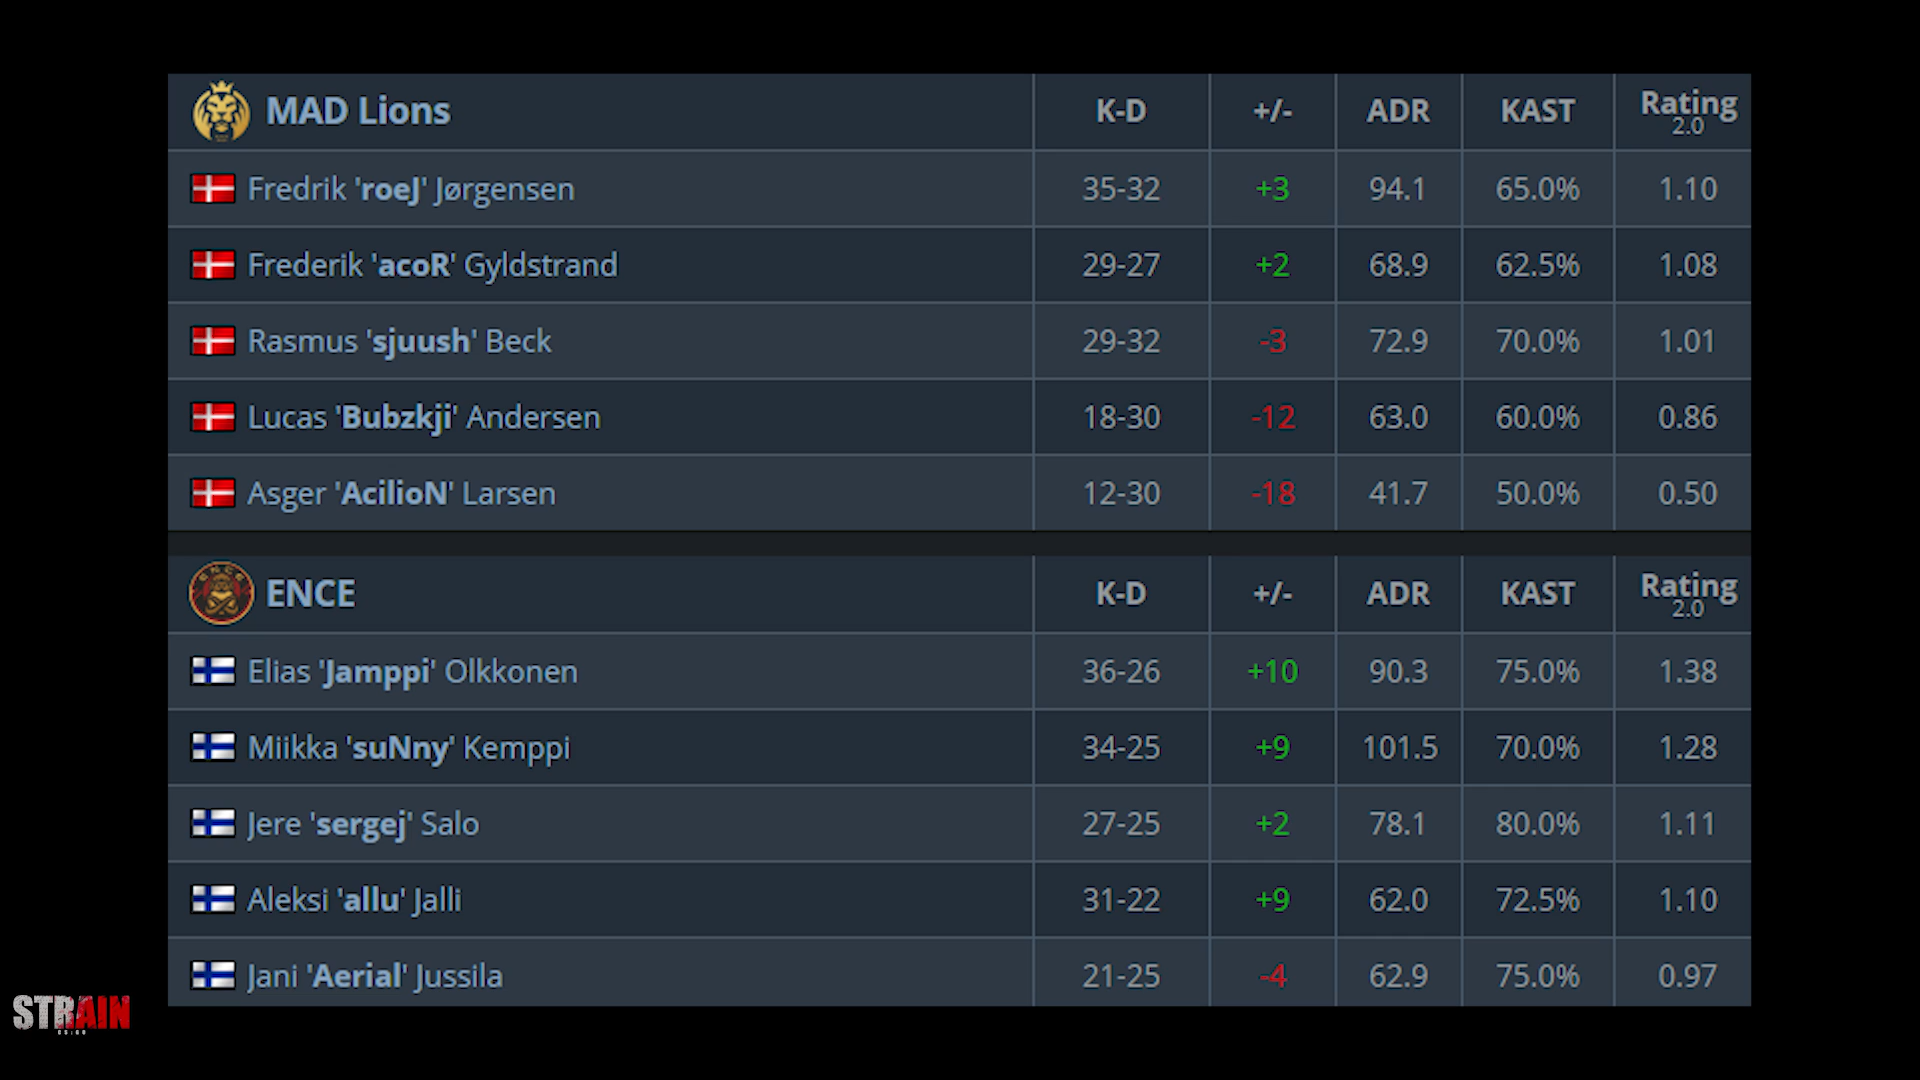 MAD Lions K-D +/- ADR KAST Rating 2.0
Fredrik 'roeJ' Jørgensen 35-32 +3 94.1 65.0% 1.10
Frederik 'acoR' Gyldstrand 29-27 +2 68.9 62.5% 1.08
Rasmus 'sjuush' Beck 29-32 -3 72.9 70.0% 1.01
Lucas 'Bubzkji' Andersen 18-30 -12 63.0 60.0% 0.86
Asger 'AcilioN' Larsen 12-30 -18 41.7 50.0% 0.50
ENCE K-D +/- ADR KAST Rating 2.0
Elias 'Jamppi' Olkkonen 36-26 +10 90.3 75.0% 1.38
Miikka 'suNny' Kemppi 34-25 +9 101.5 70.0% 1.28
Jere 'sergej' Salo 27-25 +2 78.1 80.0% 1.11
Aleksi 'allu' Jalli 31-22 +9 62.0 72.5% 1.10
Jani 'Aerial' Jussila 21-25 -4 62.9 75.0% 0.97
STRAIN